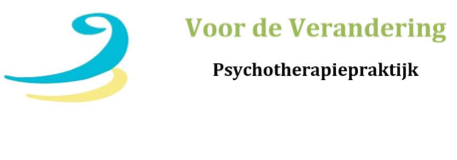 Voor de Verandering
Psychotherapiepraktijk